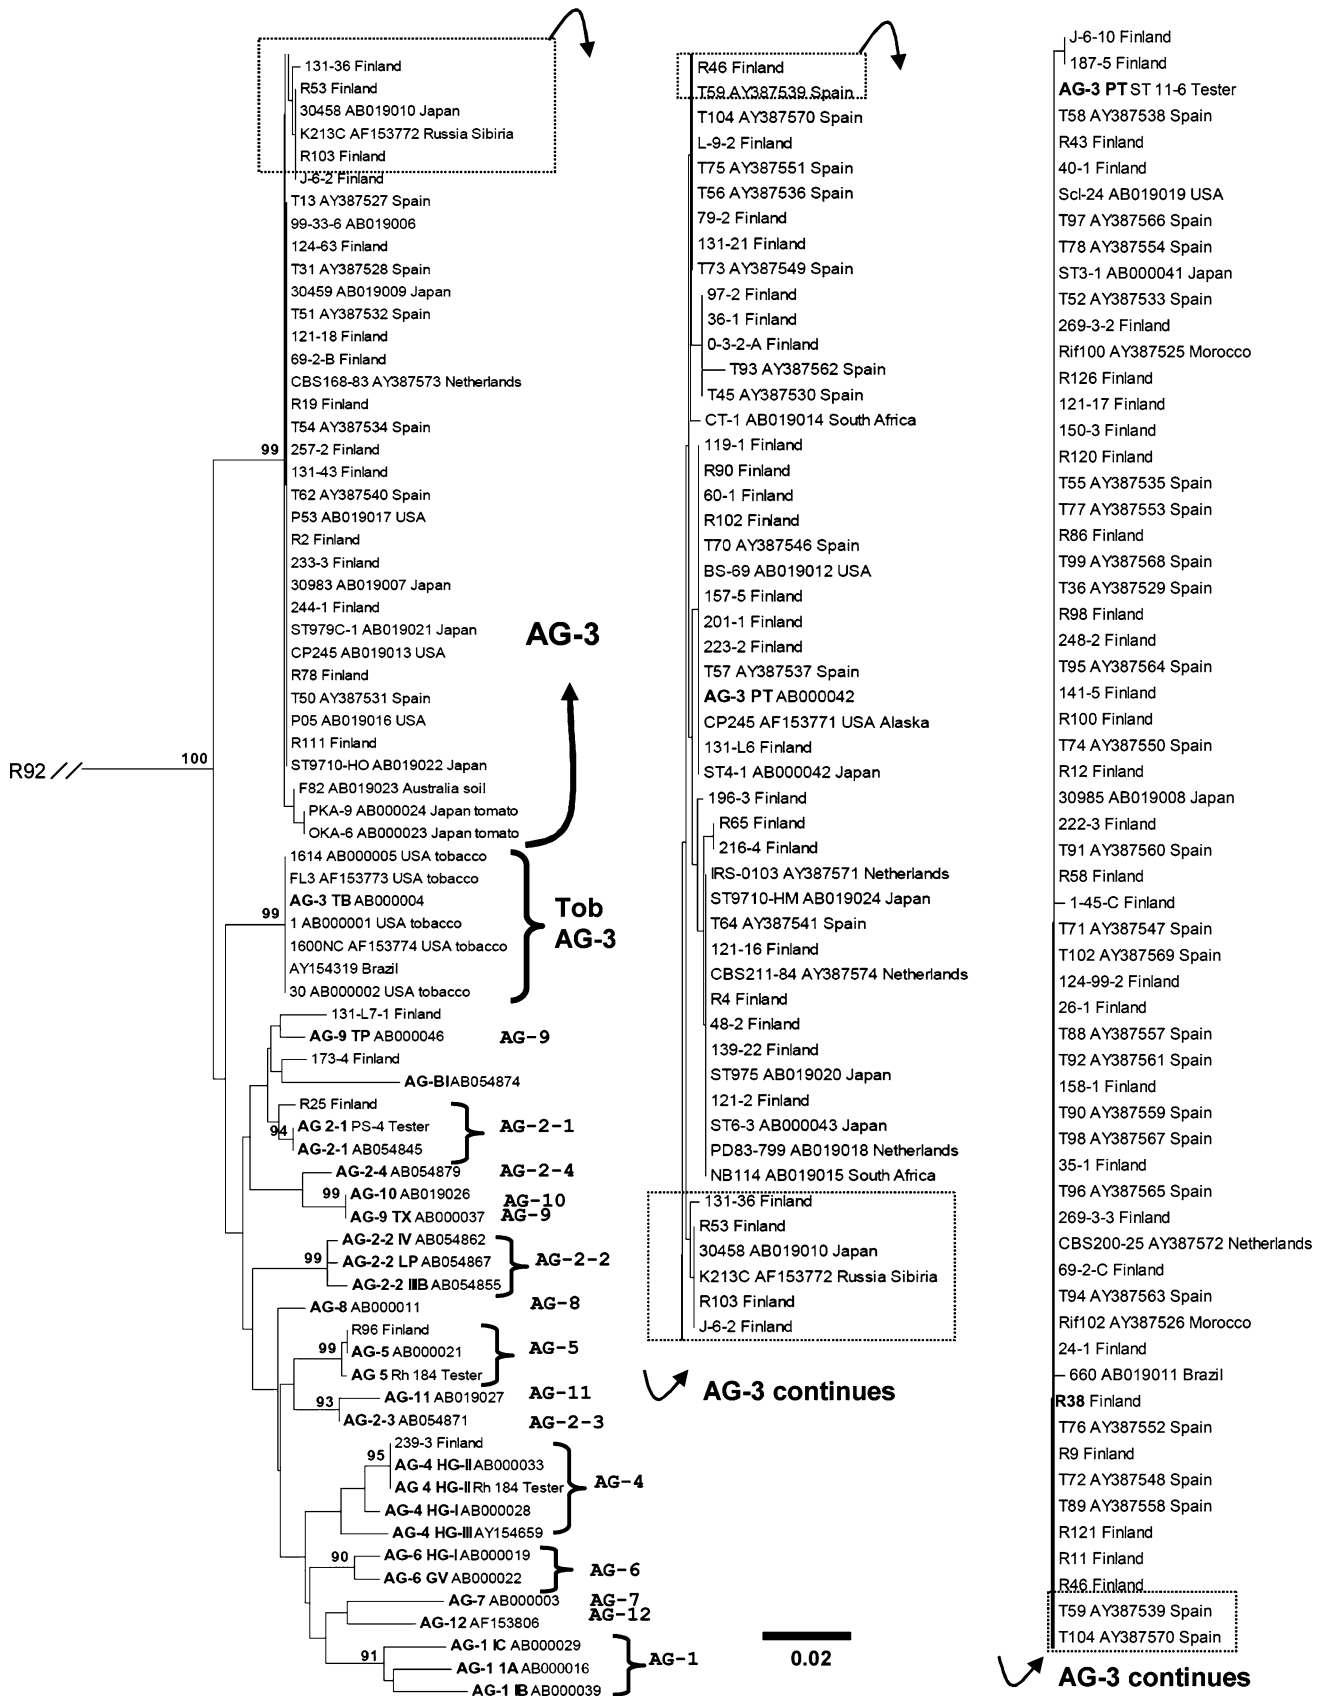 131-36 Finland
R53 Finland
30458 AB019010 Japan
K213C AF153772 Russia Sibiria
R103 Finland
J-6-2 Finland
T13 AY387527 Spain
99-33-6 AB019006
124-63 Finland
T31 AY387528 Spain
30459 AB019009 Japan
T51 AY387532 Spain
121-18 Finland
69-2-B Finland
CBS168-83 AY387573 Netherlands
R19 Finland
T54 AY387534 Spain
99
257-2 Finland
131-43 Finland
T62 AY387540 Spain
P53 AB019017 USA
R2 Finland
233-3 Finland
30983 AB019007 Japan
244-1 Finland
ST979C-1 AB019021 Japan
AG-3
CP245 AB019013 USA
R78 Finland
T50 AY387531 Spain
P05 AB019016 USA
R111 Finland
ST9710-HO AB019022 Japan
R92
100
F82 AB019023 Australia soil
PKA-9 AB000024 Japan tomato
OKA-6 AB000023 Japan tomato
1614 AB000005 USA tobacco
FL3 AF153773 USA tobacco
AG-3 TB AB000004
99
1 AB000001 USA tobacco
1600NC AF153774 USA tobacco
AY154319 Brazil
30 AB000002 USA tobacco
Tob
AG-3
131-L7-1 Finland
AG-9 TP AB000046 AG-9
173-4 Finland
AG-BI AB054874
R25 Finland
94
AG 2-1 PS-4 Tester AG-2-1
AG-2-1 AB054845
AG-2-4 AB054879 AG-2-4
99
AG-10 AB019026 AG-10
AG-9 TX AB000037 AG-9
AG-2-2 IV AB054862
99
AG-2-2 LP AB054867 AG-2-2
AG-2-2 IIIB AB054855
AG-8 AB000011 AG-8
R96 Finland
99
AG-5 AB000021 AG-5
AG 5 Rh 184 Tester
AG-11 AB019027 AG-11
93
AG-2-3 AB054871 AG-2-3
239-3 Finland
95
AG-4 HG-II AB000033
AG 4 HG-II Rh 184 Tester AG-4
AG-4 HG-I AB000028
AG-4 HG-III AY154659
90
AG-6 HG-I AB000019
AG-6 GV AB000022 AG-6
AG-7 AB000003 AG-7
AG-12 AF153806 AG-12
AG-1 IC AB000029
91
AG-1 1A AB000016 AG-1
AG-1 IB AB000039
R46 Finland
T59 AY387539 Spain
T104 AY387570 Spain
L-9-2 Finland
T75 AY387551 Spain
T56 AY387536 Spain
79-2 Finland
131-21 Finland
T73 AY387549 Spain
97-2 Finland
36-1 Finland
0-3-2-A Finland
T93 AY387562 Spain
T45 AY387530 Spain
CT-1 AB019014 South Africa
119-1 Finland
R90 Finland
60-1 Finland
R102 Finland
T70 AY387546 Spain
BS-69 AB019012 USA
157-5 Finland
201-1 Finland
223-2 Finland
T57 AY387537 Spain
AG-3 PT AB000042
CP245 AF153771 USA Alaska
131-L6 Finland
ST4-1 AB000042 Japan
196-3 Finland
R65 Finland
216-4 Finland
IRS-0103 AY387571 Netherlands
ST9710-HM AB019024 Japan
T64 AY387541 Spain
121-16 Finland
CBS211-84 AY387574 Netherlands
R4 Finland
48-2 Finland
139-22 Finland
ST975 AB019020 Japan
121-2 Finland
ST6-3 AB000043 Japan
PD83-799 AB019018 Netherlands
NB114 AB019015 South Africa
131-36 Finland
R53 Finland
30458 AB019010 Japan
K213C AF153772 Russia Sibiria
R103 Finland
J-6-2 Finland
AG-3 continues
0.02
J-6-10 Finland
187-5 Finland
AG-3 PT ST 11-6 Tester
T58 AY387538 Spain
R43 Finland
40-1 Finland
Scl-24 AB019019 USA
T97 AY387566 Spain
T78 AY387554 Spain
ST3-1 AB000041 Japan
T52 AY387533 Spain
269-3-2 Finland
Rif100 AY387525 Morocco
R126 Finland
121-17 Finland
150-3 Finland
R120 Finland
T55 AY387535 Spain
T77 AY387553 Spain
R86 Finland
T99 AY387568 Spain
T36 AY387529 Spain
R98 Finland
248-2 Finland
T95 AY387564 Spain
141-5 Finland
R100 Finland
T74 AY387550 Spain
R12 Finland
30985 AB019008 Japan
222-3 Finland
T91 AY387560 Spain
R58 Finland
1-45-C Finland
T71 AY387547 Spain
T102 AY387569 Spain
124-99-2 Finland
26-1 Finland
T88 AY387557 Spain
T92 AY387561 Spain
158-1 Finland
T90 AY387559 Spain
T98 AY387567 Spain
35-1 Finland
T96 AY387565 Spain
269-3-3 Finland
CBS200-25 AY387572 Netherlands
69-2-C Finland
T94 AY387563 Spain
Rif102 AY387526 Morocco
24-1 Finland
660 AB019011 Brazil
R38 Finland
T76 AY387552 Spain
R9 Finland
T72 AY387548 Spain
T89 AY387558 Spain
R121 Finland
R11 Finland
R46 Finland
T59 AY387539 Spain
T104 AY387570 Spain
AG-3 continues